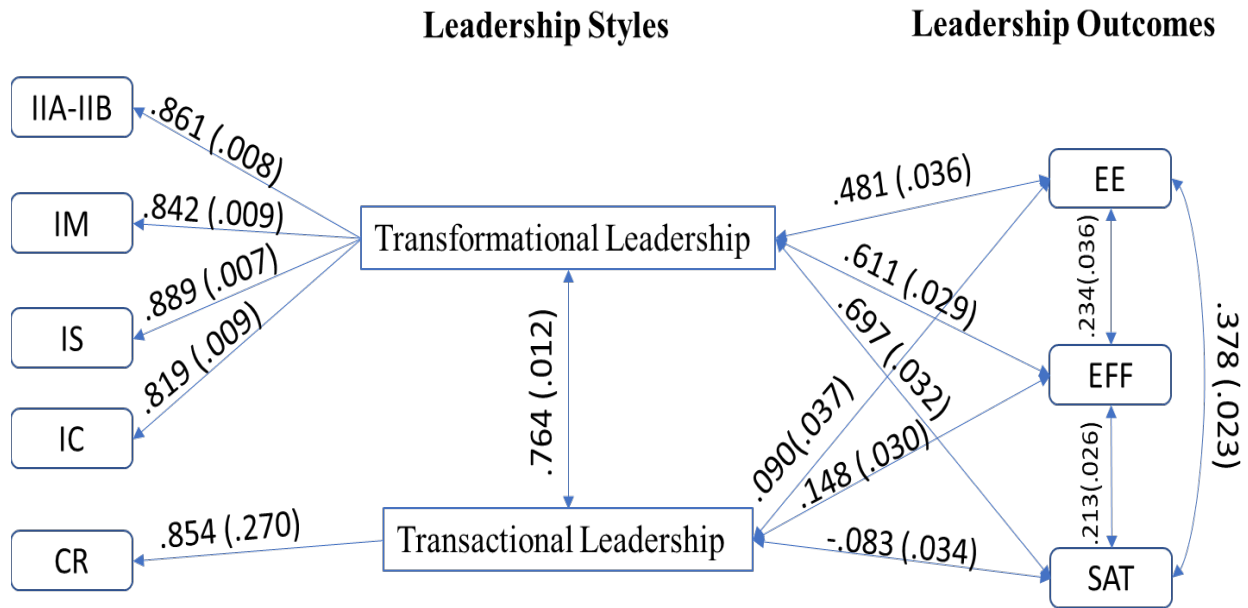 Leadership Styles
Leadership Outcomes
IIA-IIB
.861 (.008)
IM
.842 (.009)
IS
.889 (.007)
IC
.819 (.009)
CR
.854 (.270)
Transformational Leadership
.764 (.012)
Transactional Leadership
.481 (.036)
.611 (.029)
.697 (.032)
.090(.037)
.148 (.030)
-.083 (.034)
EE
.234(.036)
EFF
.213(.026)
SAT
.378 (.023)